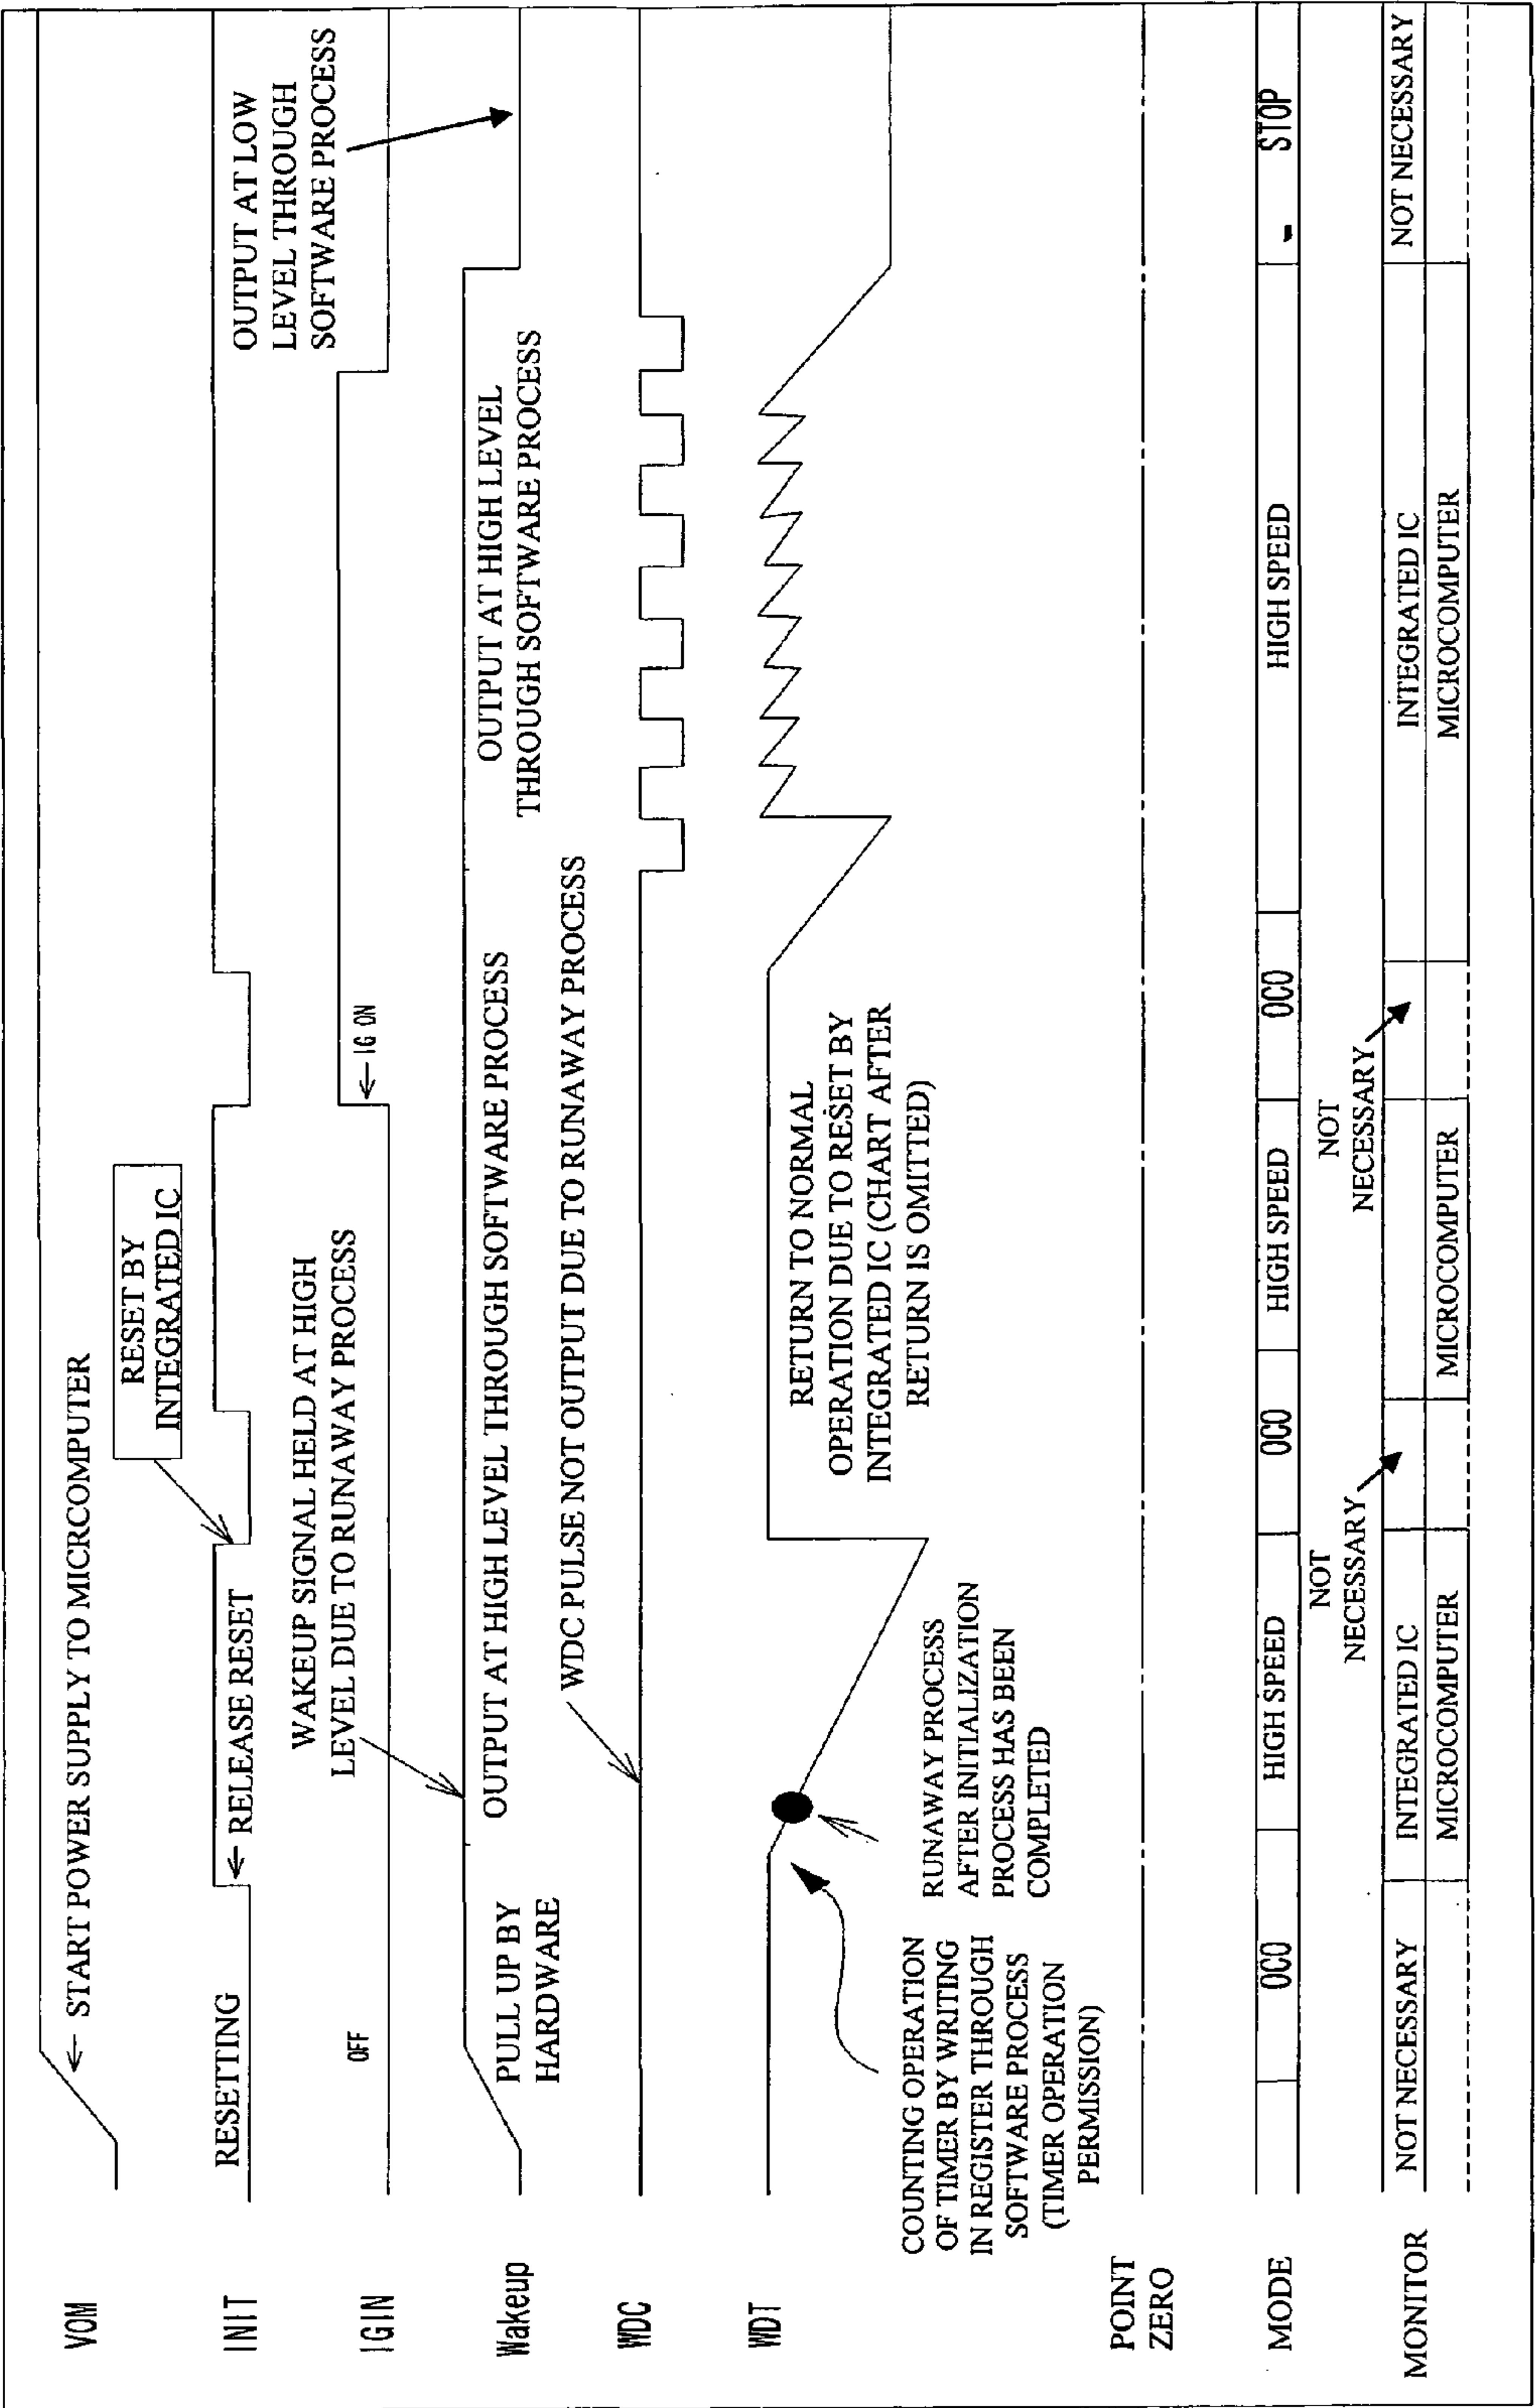 VOM
← START POWER SUPPLY TO MICRCOMPUTER
INIT
RESETTING
← RELEASE RESET
RESET BY
INTEGRATED IC
IGIN
OFF
← IG ON
Wakeup
PULL UP BY
HARDWARE
WAKEUP SIGNAL HELD AT HIGH
LEVEL DUE TO RUNAWAY PROCESS
OUTPUT AT HIGH LEVEL THROUGH SOFTWARE PROCESS
OUTPUT AT HIGH LEVEL
THROUGH SOFTWARE PROCESS
OUTPUT AT LOW
LEVEL THROUGH
SOFTWARE PROCESS
WDC
WDC PULSE NOT OUTPUT DUE TO RUNAWAY PROCESS
WDT
COUNTING OPERATION
OF TIMER BY WRITING
IN REGISTER THROUGH
SOFTWARE PROCESS
(TIMER OPERATION
PERMISSION)
RUNAWAY PROCESS
AFTER INITIALIZATION
PROCESS HAS BEEN
COMPLETED
RETURN TO NORMAL
OPERATION DUE TO RESET BY
INTEGRATED IC (CHART AFTER
RETURN IS OMITTED)
POINT
ZERO
MODE
OCO
HIGH SPEED
OCO
HIGH SPEED
OCO
HIGH SPEED
- STOP
MONITOR
NOT NECESSARY
INTEGRATED IC
MICROCOMPUTER
NOT
NECESSARY
MICROCOMPUTER
NOT
NECESSARY
INTEGRATED IC
MICROCOMPUTER
NOT NECESSARY